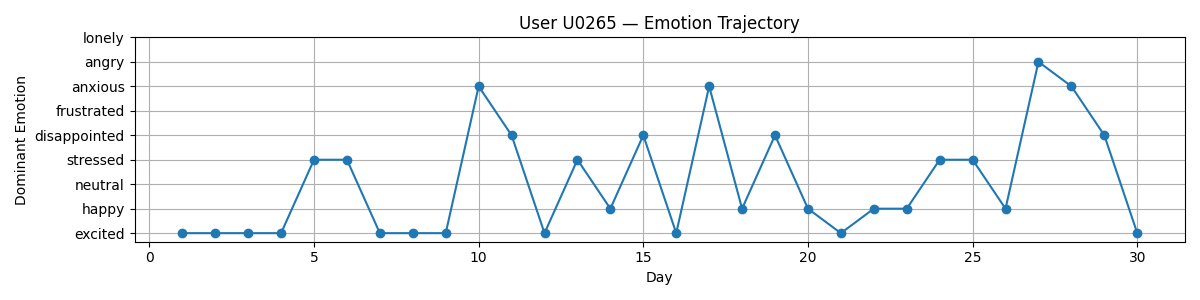 User U0265 — Emotion Trajectory
Dominant Emotion
lonely
angry
anxious
frustrated
disappointed
stressed
neutral
happy
excited
0 5 10 15 20 25 30
Day